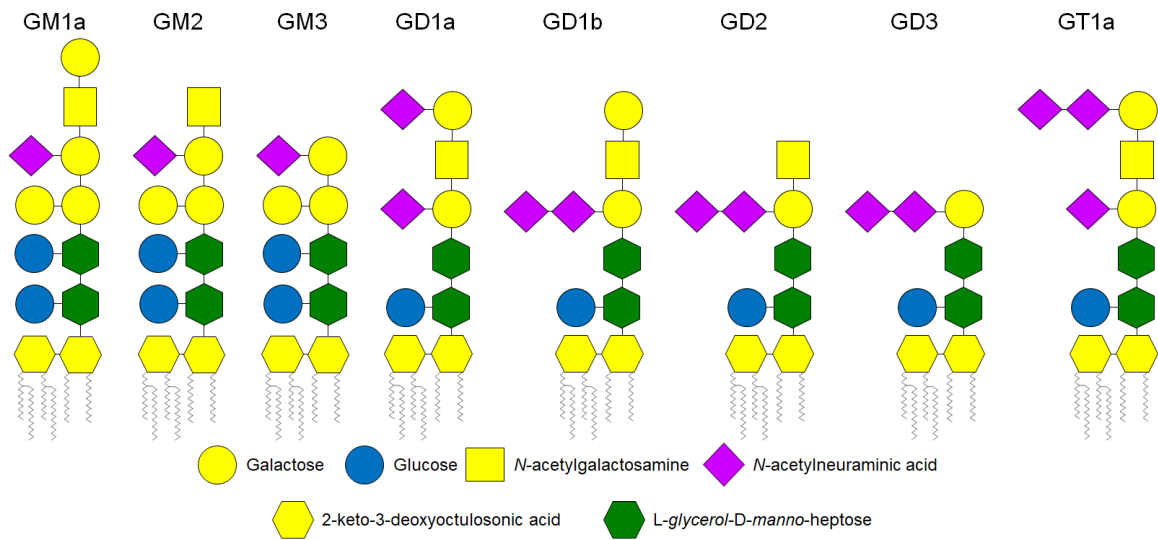 GM1a GM2 GM3 GD1a GD1b GD2 GD3 GT1a
Galactose Glucose N-acetylgalactosamine N-acetylneuraminic acid
2-keto-3-deoxyoctulosonic acid L-glycerol-D-manno-heptose